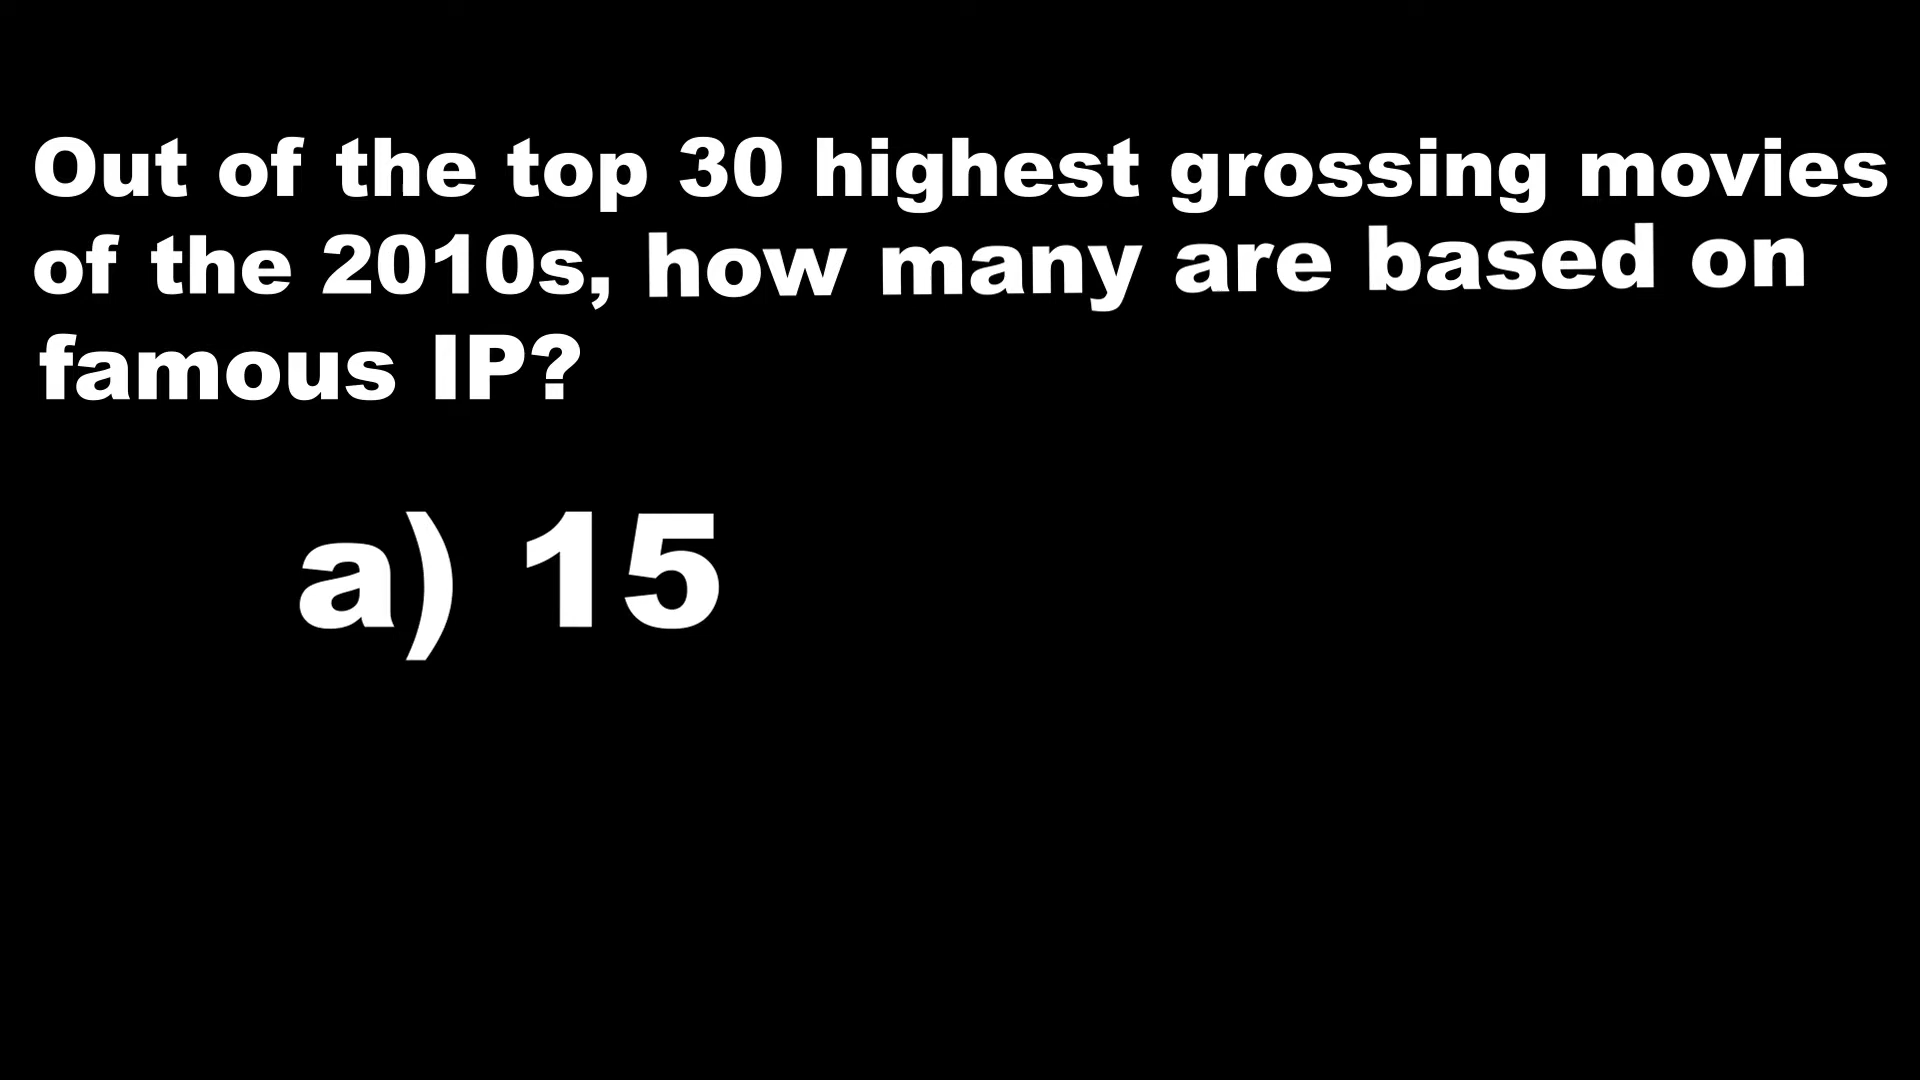 Out of the top 30 highest grossing movies
of the 2010s, how many are based on
famous IP?
a) 15